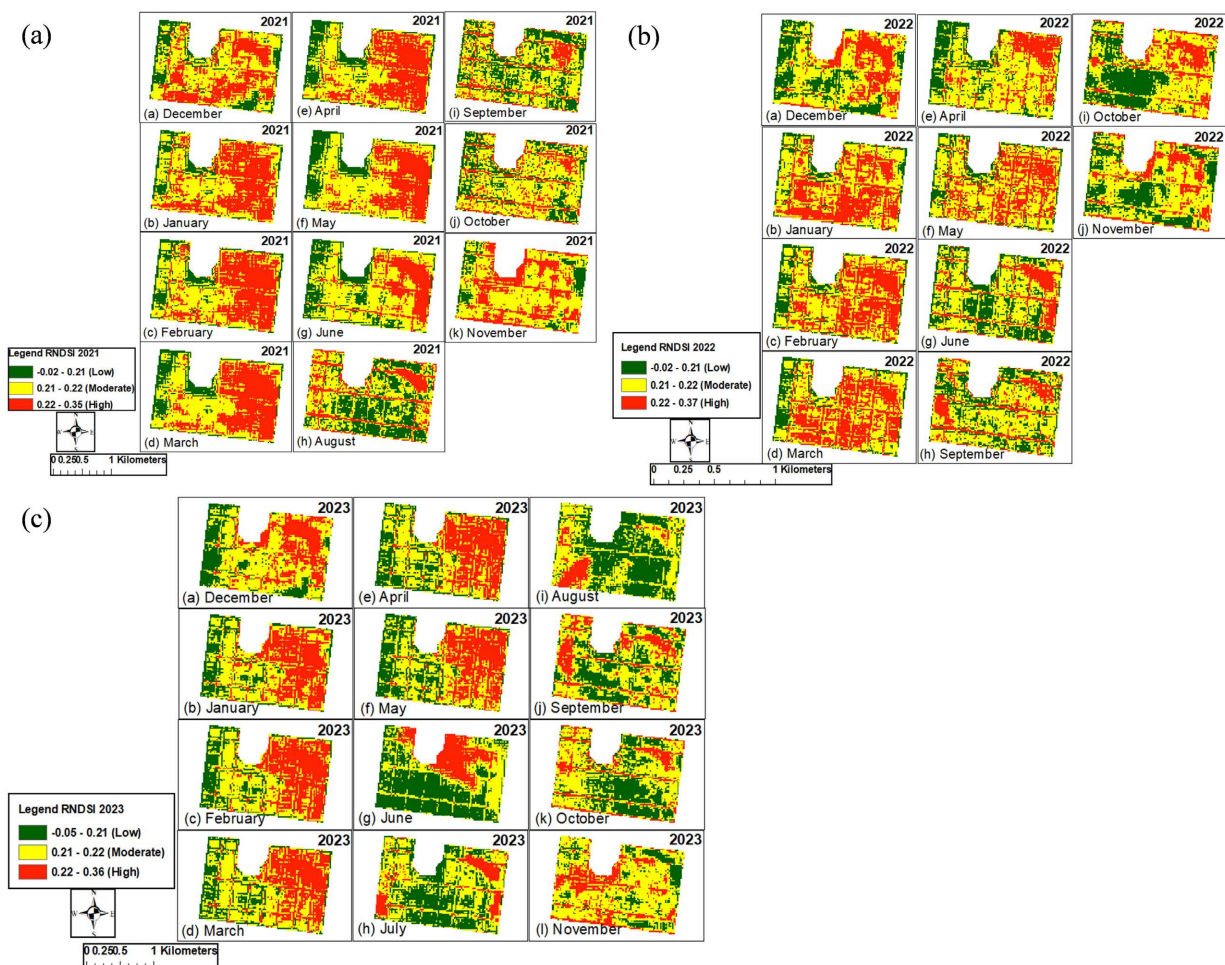 (a)
2021
(a) December
2021
(e) April
2021
(i) September
2021
(b) January
2021
(f) May
2021
(j) October
2021
(c) February
2021
(g) June
2021
(k) November
2021
(d) March
2021
(h) August
Legend RNDSI 2021
-0.02 - 0.21 (Low)
0.21 - 0.22 (Moderate)
0.22 - 0.35 (High)
N
W E
S
0 0.25 0.5 1 Kilometers
(b)
2022
(a) December
2022
(e) April
2022
(i) October
2022
(b) January
2022
(f) May
2022
(j) November
2022
(c) February
2022
(g) June
2022
(d) March
2022
(h) September
Legend RNDSI 2022
-0.02 - 0.21 (Low)
0.21 - 0.22 (Moderate)
0.22 - 0.37 (High)
N
W E
S
0 0.25 0.5 1 Kilometers
(c)
2023
(a) December
2023
(e) April
2023
(i) August
2023
(b) January
2023
(f) May
2023
(j) September
2023
(c) February
2023
(g) June
2023
(k) October
2023
(d) March
2023
(h) July
2023
(l) November
Legend RNDSI 2023
-0.05 - 0.21 (Low)
0.21 - 0.22 (Moderate)
0.22 - 0.36 (High)
N
W E
S
0 0.25 0.5 1 Kilometers